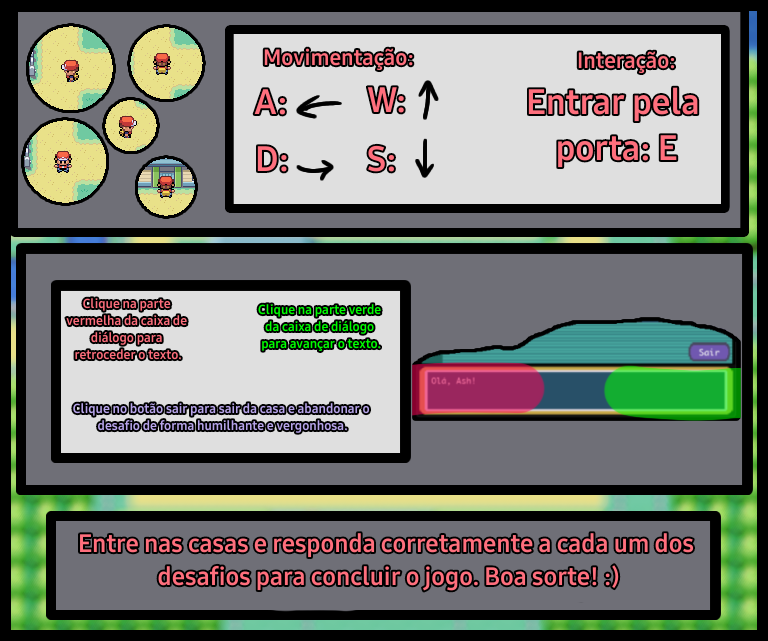 Movimentação:
A:
W:
D:
S:
Interação:
Entrar pela
porta: E
Clique na parte
vermelha da caixa de
diálogo para
retroceder o texto.
Clique na parte verde
da caixa de diálogo
para avançar o texto.
Clique no botão sair para sair da casa e abandonar o
desafio de forma humilhante e vergonhosa.
Sair
Olá, Ash!
Entre nas casas e responda corretamente a cada um dos
desafios para concluir o jogo. Boa sorte! :)